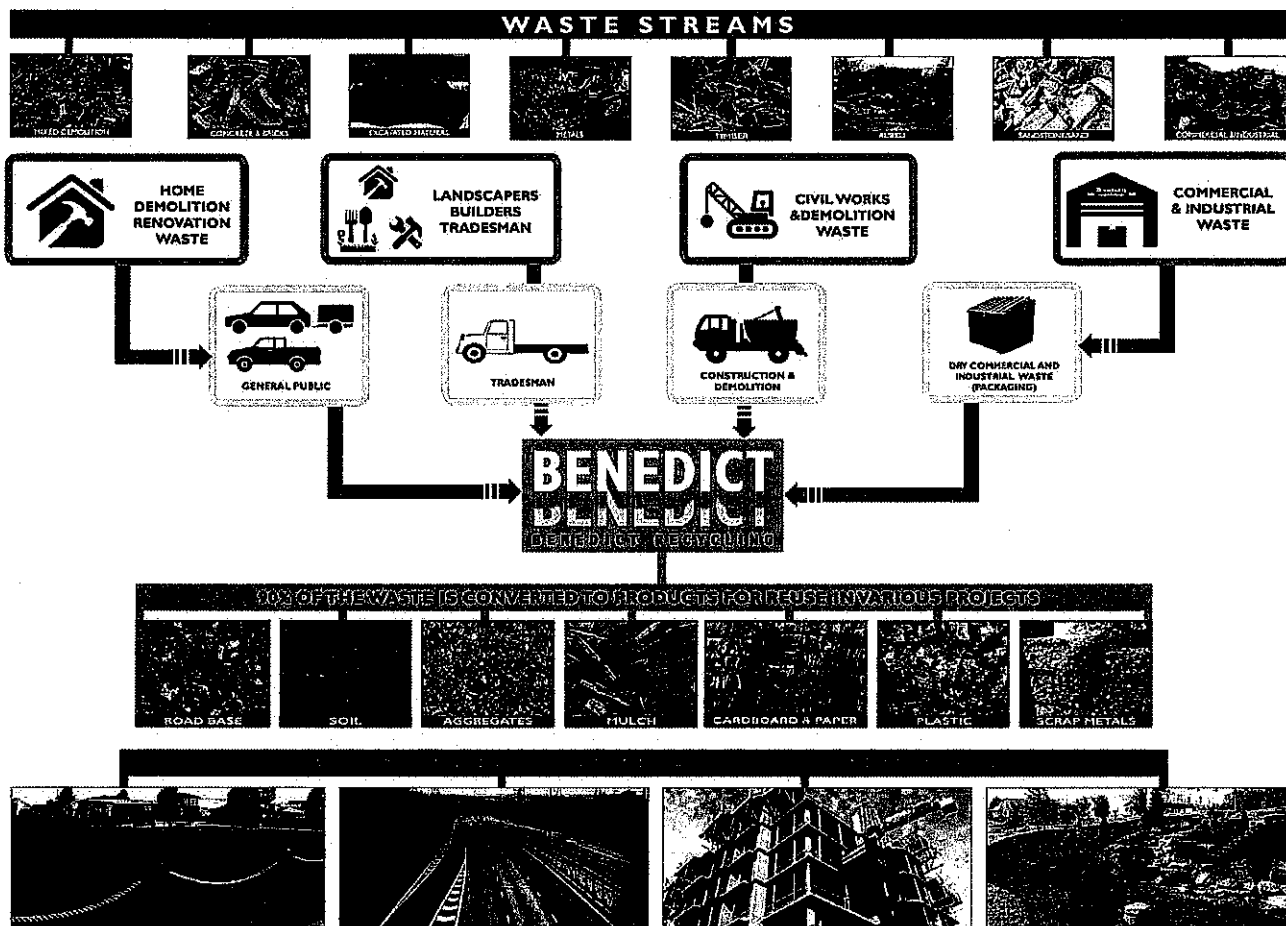 WASTE STREAMS
MIXED DEMOLITION
CONCRETE & BRICKS
EXCAVATED NATURAL
METALS
TIMBER
SANDSTONE/SAND
COMMERCIAL & INDUSTRIAL
HOME
DEMOLITION
RENOVATION
WASTE
LANDSCAPERS
BUILDERS
TRADESMAN
CIVIL WORKS
&DEMOLITION
WASTE
COMMERCIAL
& INDUSTRIAL
WASTE
GENERAL PUBLIC
TRADESMAN
CONSTRUCTION &
DEMOLITION
DRY COMMERCIAL AND
INDUSTRIAL WASTE
(PACKAGING)
BENEDICT
BENEDICT RECYCLING
90% OF THE WASTE IS CONVERTED TO PRODUCTS FOR REUSE IN VARIOUS PROJECTS
ROAD BASE
SOIL
AGGREGATES
MULCH
CARDBOARD & PAPER
PLASTIC
SCRAP METALS